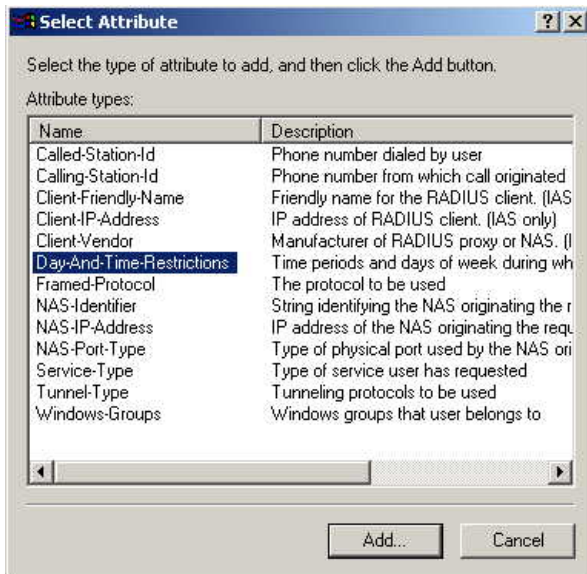 Select Attribute
Select the type of attribute to add, and then click the Add button.
Attribute types:
Name Description
Called-Station-Id Phone number dialed by user
Calling-Station-Id Phone number from which call originated
Client-Friendly-Name Friendly name for the RADIUS client. (IAS
Client-IP-Address IP address of RADIUS client. (IAS only)
Client-Vendor Manufacturer of RADIUS proxy or NAS. (I
Day-And-Time-Restrictions Time periods and days of week during wh
Framed-Protocol The protocol to be used
NAS-Identifier String identifying the NAS originating the r
NAS-IP-Address IP address of the NAS originating the requ
NAS-Port-Type Type of physical port used by the NAS ori
Service-Type Type of service user has requested
Tunnel-Type Tunneling protocols to be used
Windows-Groups Windows groups that user belongs to
Add... Cancel